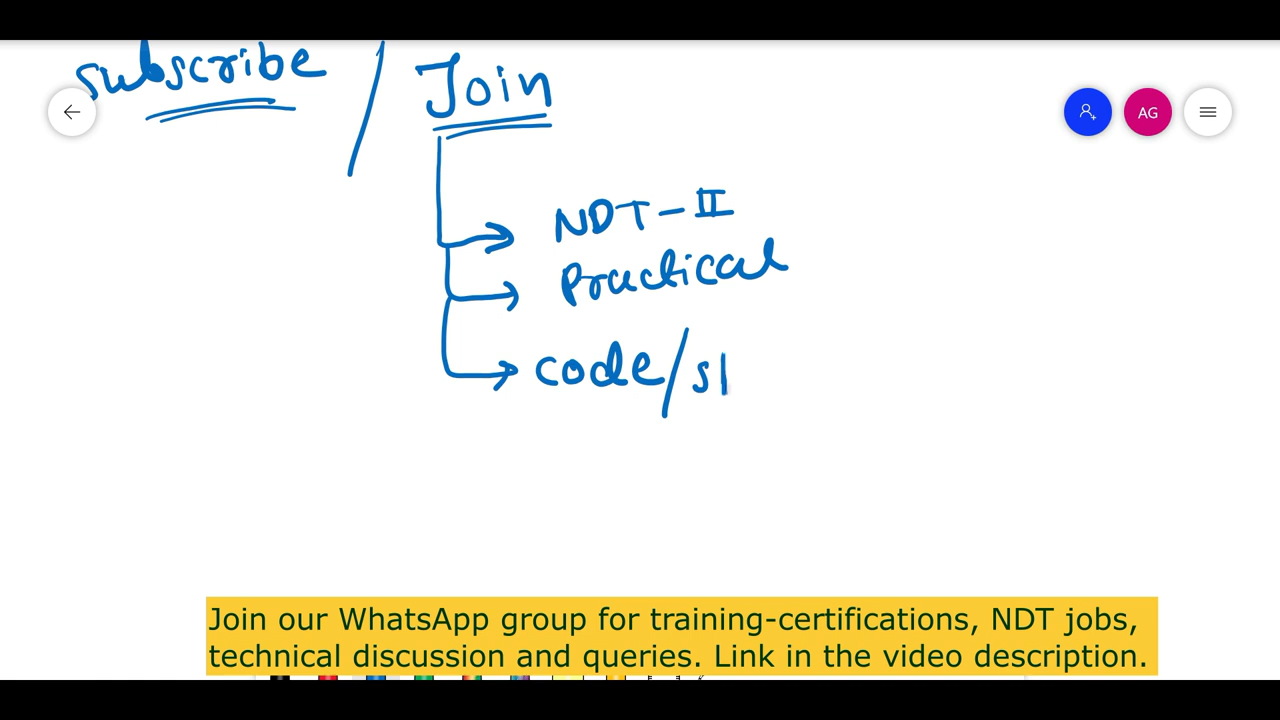 subscribe / Join
AG
NDT-II
Practical
code/sl
Join our WhatsApp group for training-certifications, NDT jobs,
technical discussion and queries. Link in the video description.